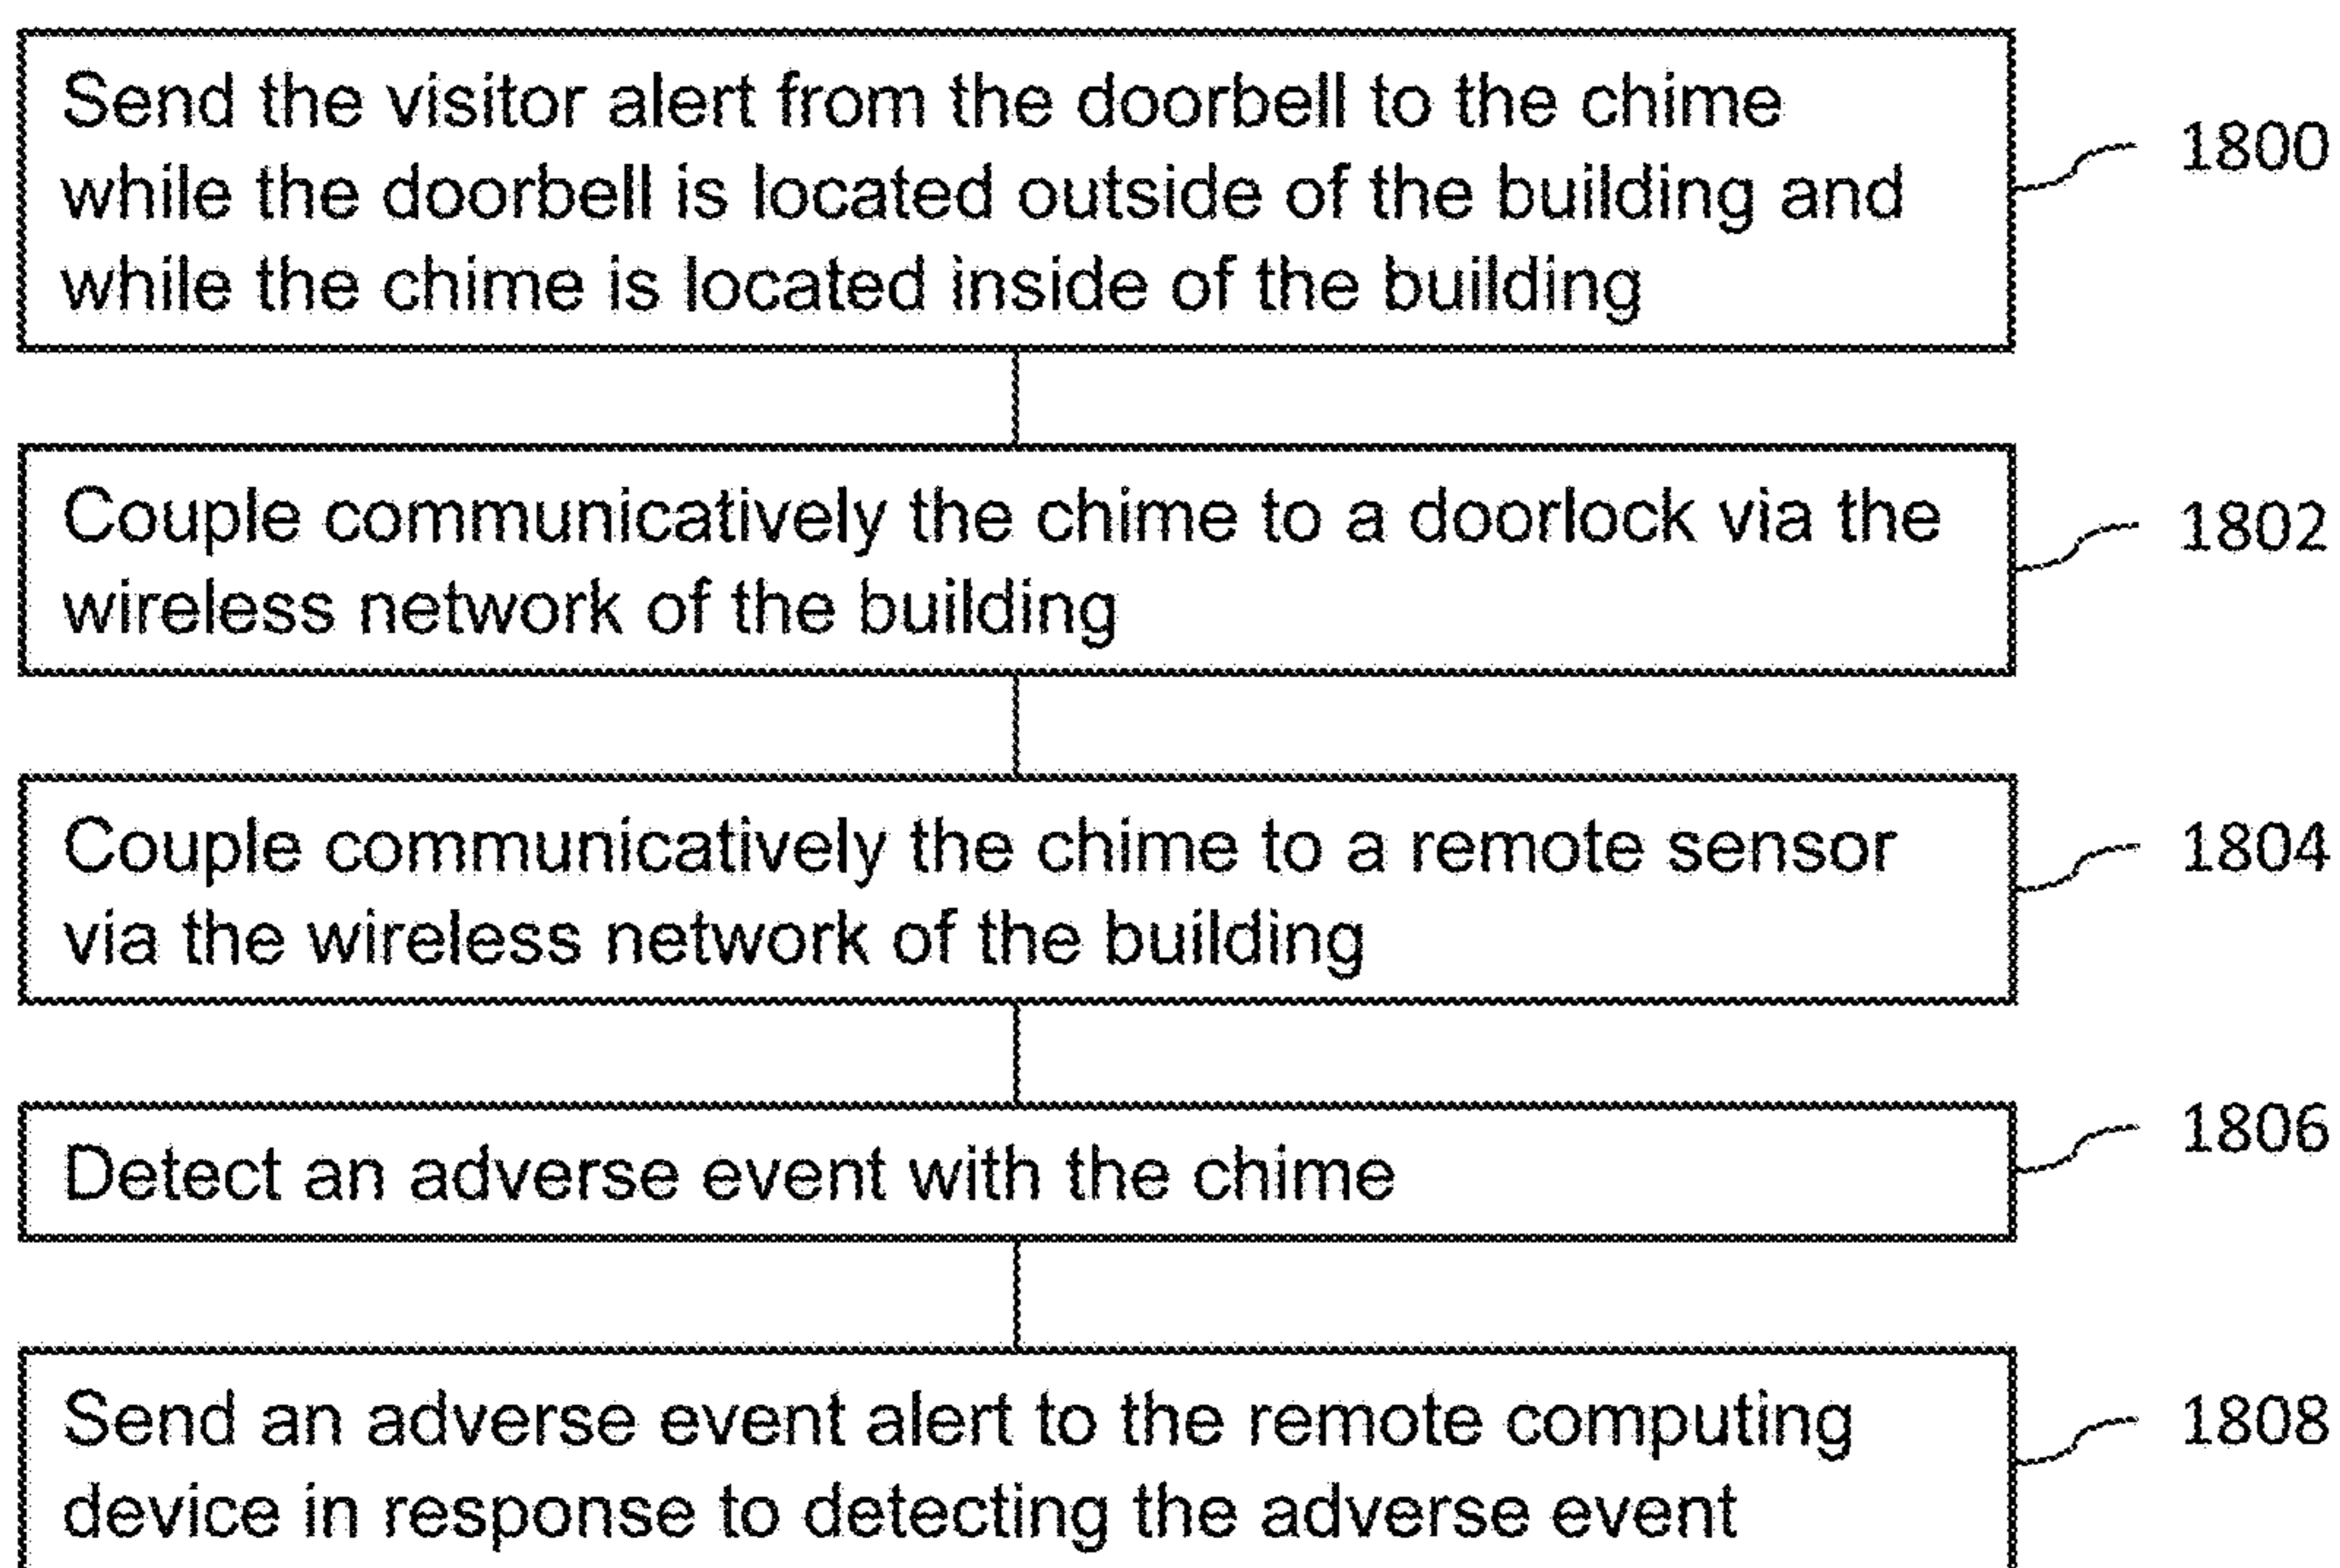 Send the visitor alert from the doorbell to the chime
while the doorbell is located outside of the building and
while the chime is located inside of the building
1800
Couple communicatively the chime to a doorlock via the
wireless network of the building
1802
Couple communicatively the chime to a remote sensor
via the wireless network of the building
1804
Detect an adverse event with the chime
1806
Send an adverse event alert to the remote computing
device in response to detecting the adverse event
1808